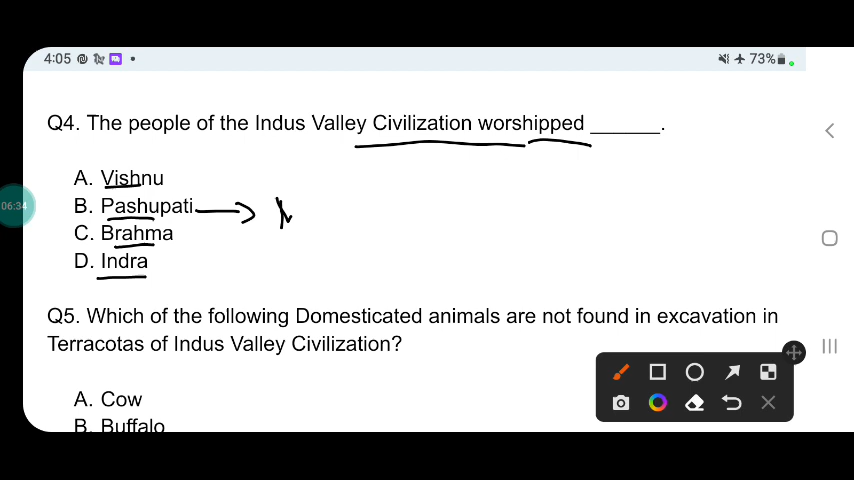 4:05
73%
Q4. The people of the Indus Valley Civilization worshipped ______.
A. Vishnu
06:34
B. Pashupati
C. Brahma
D. Indra
Q5. Which of the following Domesticated animals are not found in excavation in
Terracotas of Indus Valley Civilization?
A. Cow
B. Buffalo